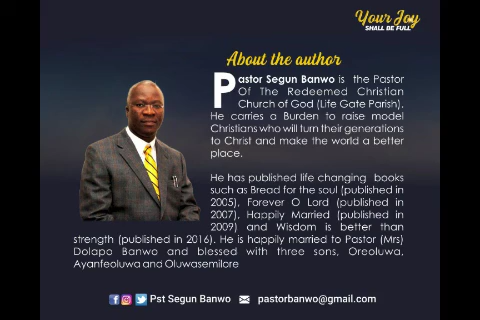 Your Joy
SHALL BE FULL
About the author
Pastor Segun Banwo is the Pastor
Of The Redeemed Christian
Church of God (Life Gate Parish).
He carries a Burden to raise model
Christians who will turn their generations
to Christ and make the world a better
place.
He has published life changing books
such as Bread for the soul (published in
2005), Forever O Lord (published in
2007), Happily Married (published in
2009) and Wisdom is better than
strength (published in 2016). He is happily married to Pastor (Mrs)
Dolapo Banwo and blessed with three sons, Oreoluwa,
Ayanfeoluwa and Oluwasemilore
Pst Segun Banwo pastorbanwo@gmail.com